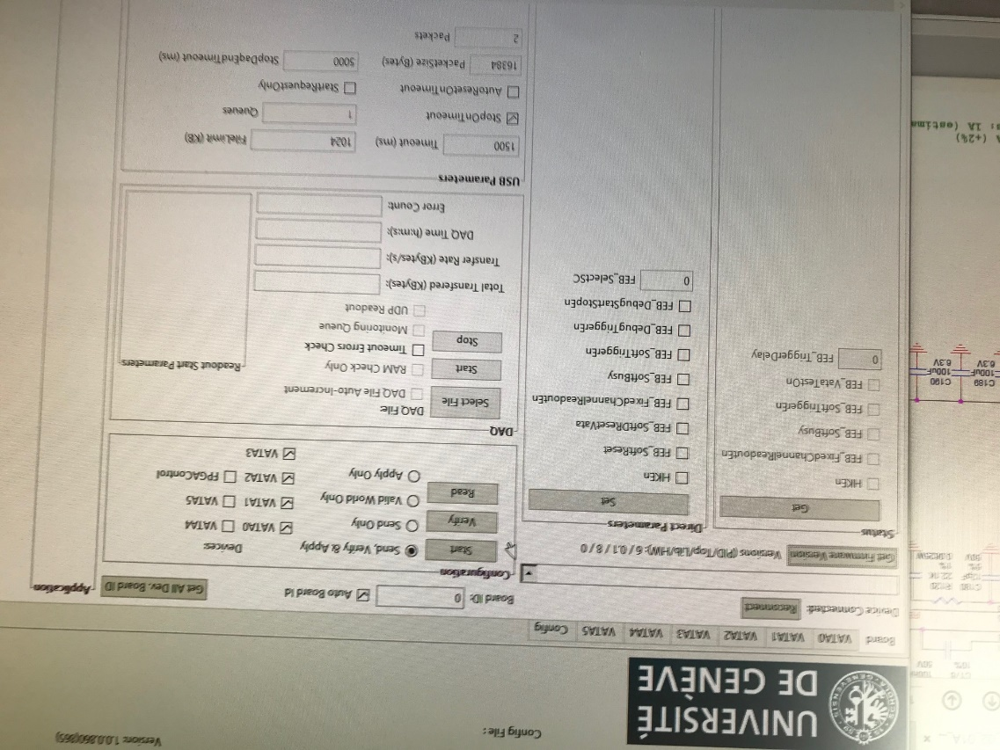 UNIVERSITÉ
DE GENÈVE
Config File :
Version: 1.0.0.860(865)
Board
VATA0
VATA1
VATA2
VATA3
VATA4
VATA5
Config
Device Connected:
Reconnect
Board ID: 0
Auto Board Id
Get All Dev. Board ID
Application
Get Firmware Version
Versions (PID/Top/Lib/HW): 6 / 0.1 / 8 / 0
Status
Get
HKEn
FEB_FixedChannelReadoutEn
FEB_SoftBusy
FEB_SoftTriggerEn
FEB_VataTestOn
0 FEB_TriggerDelay
Direct Parameters
Set
HKEn
FEB_SoftReset
FEB_SoftDResetVata
FEB_FixedChannelReadoutEn
FEB_SoftBusy
FEB_SoftTriggerEn
FEB_DebugTriggerEn
FEB_DebugStartStopEn
0 FEB_SelectSC
Configuration
Start
Verify
Read
Send, Verify & Apply
Send Only
Valid World Only
Apply Only
Devices:
VATA0 VATA4
VATA1 VATA5
VATA2 FPGAControl
VATA3
DAQ
Select File
DAQ File:
DAQ File Auto-Increment
Start
RAM Check Only
Timeout Errors Check
Stop
Monitoring Queue
UDP Readout
Total Transfered (KBytes):
Transfer Rate (KBytes/s):
DAQ Time (h:m:s):
Error Count:
Readout Start Parameters
USB Parameters
1500 Timeout (ms) 1024 FileLimit (KB)
StopOnTimeout 1 Queues
AutoResetOnTimeout StartRequestOnly
16384 PacketSize (Bytes) 5000 StopDaqEndTimeout (ms)
2 Packets
C189
100uF
6.3V
C190
100uF
6.3V
(+2%)
: 1A (estima